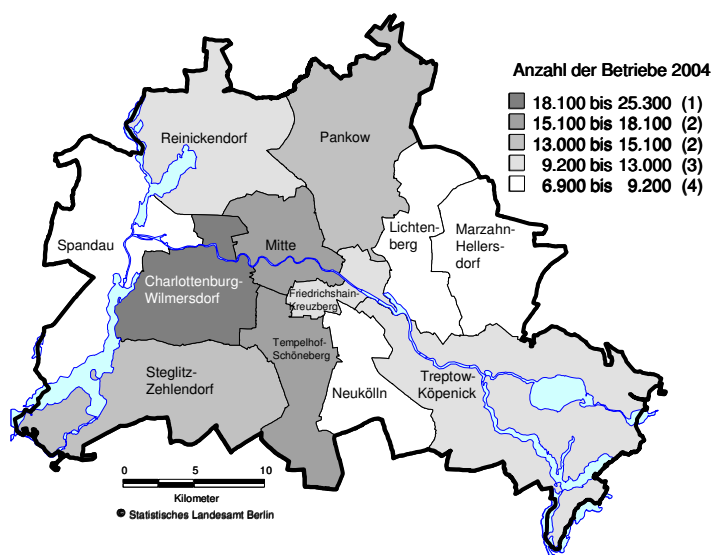 Anzahl der Betriebe 2004
18.100 bis 25.300 (1)
15.100 bis 18.100 (2)
13.000 bis 15.100 (2)
9.200 bis 13.000 (3)
6.900 bis 9.200 (4)
Reinickendorf
Pankow
Spandau
Mitte
Lichten-
berg
Marzahn-
Hellers-
dorf
Charlottenburg-
Wilmersdorf
Friedrichshain-
Kreuzberg
Tempelhof-
Schöneberg
Steglitz-
Zehlendorf
Neukölln
Treptow-
Köpenick
0 5 10
Kilometer
© Statistisches Landesamt Berlin